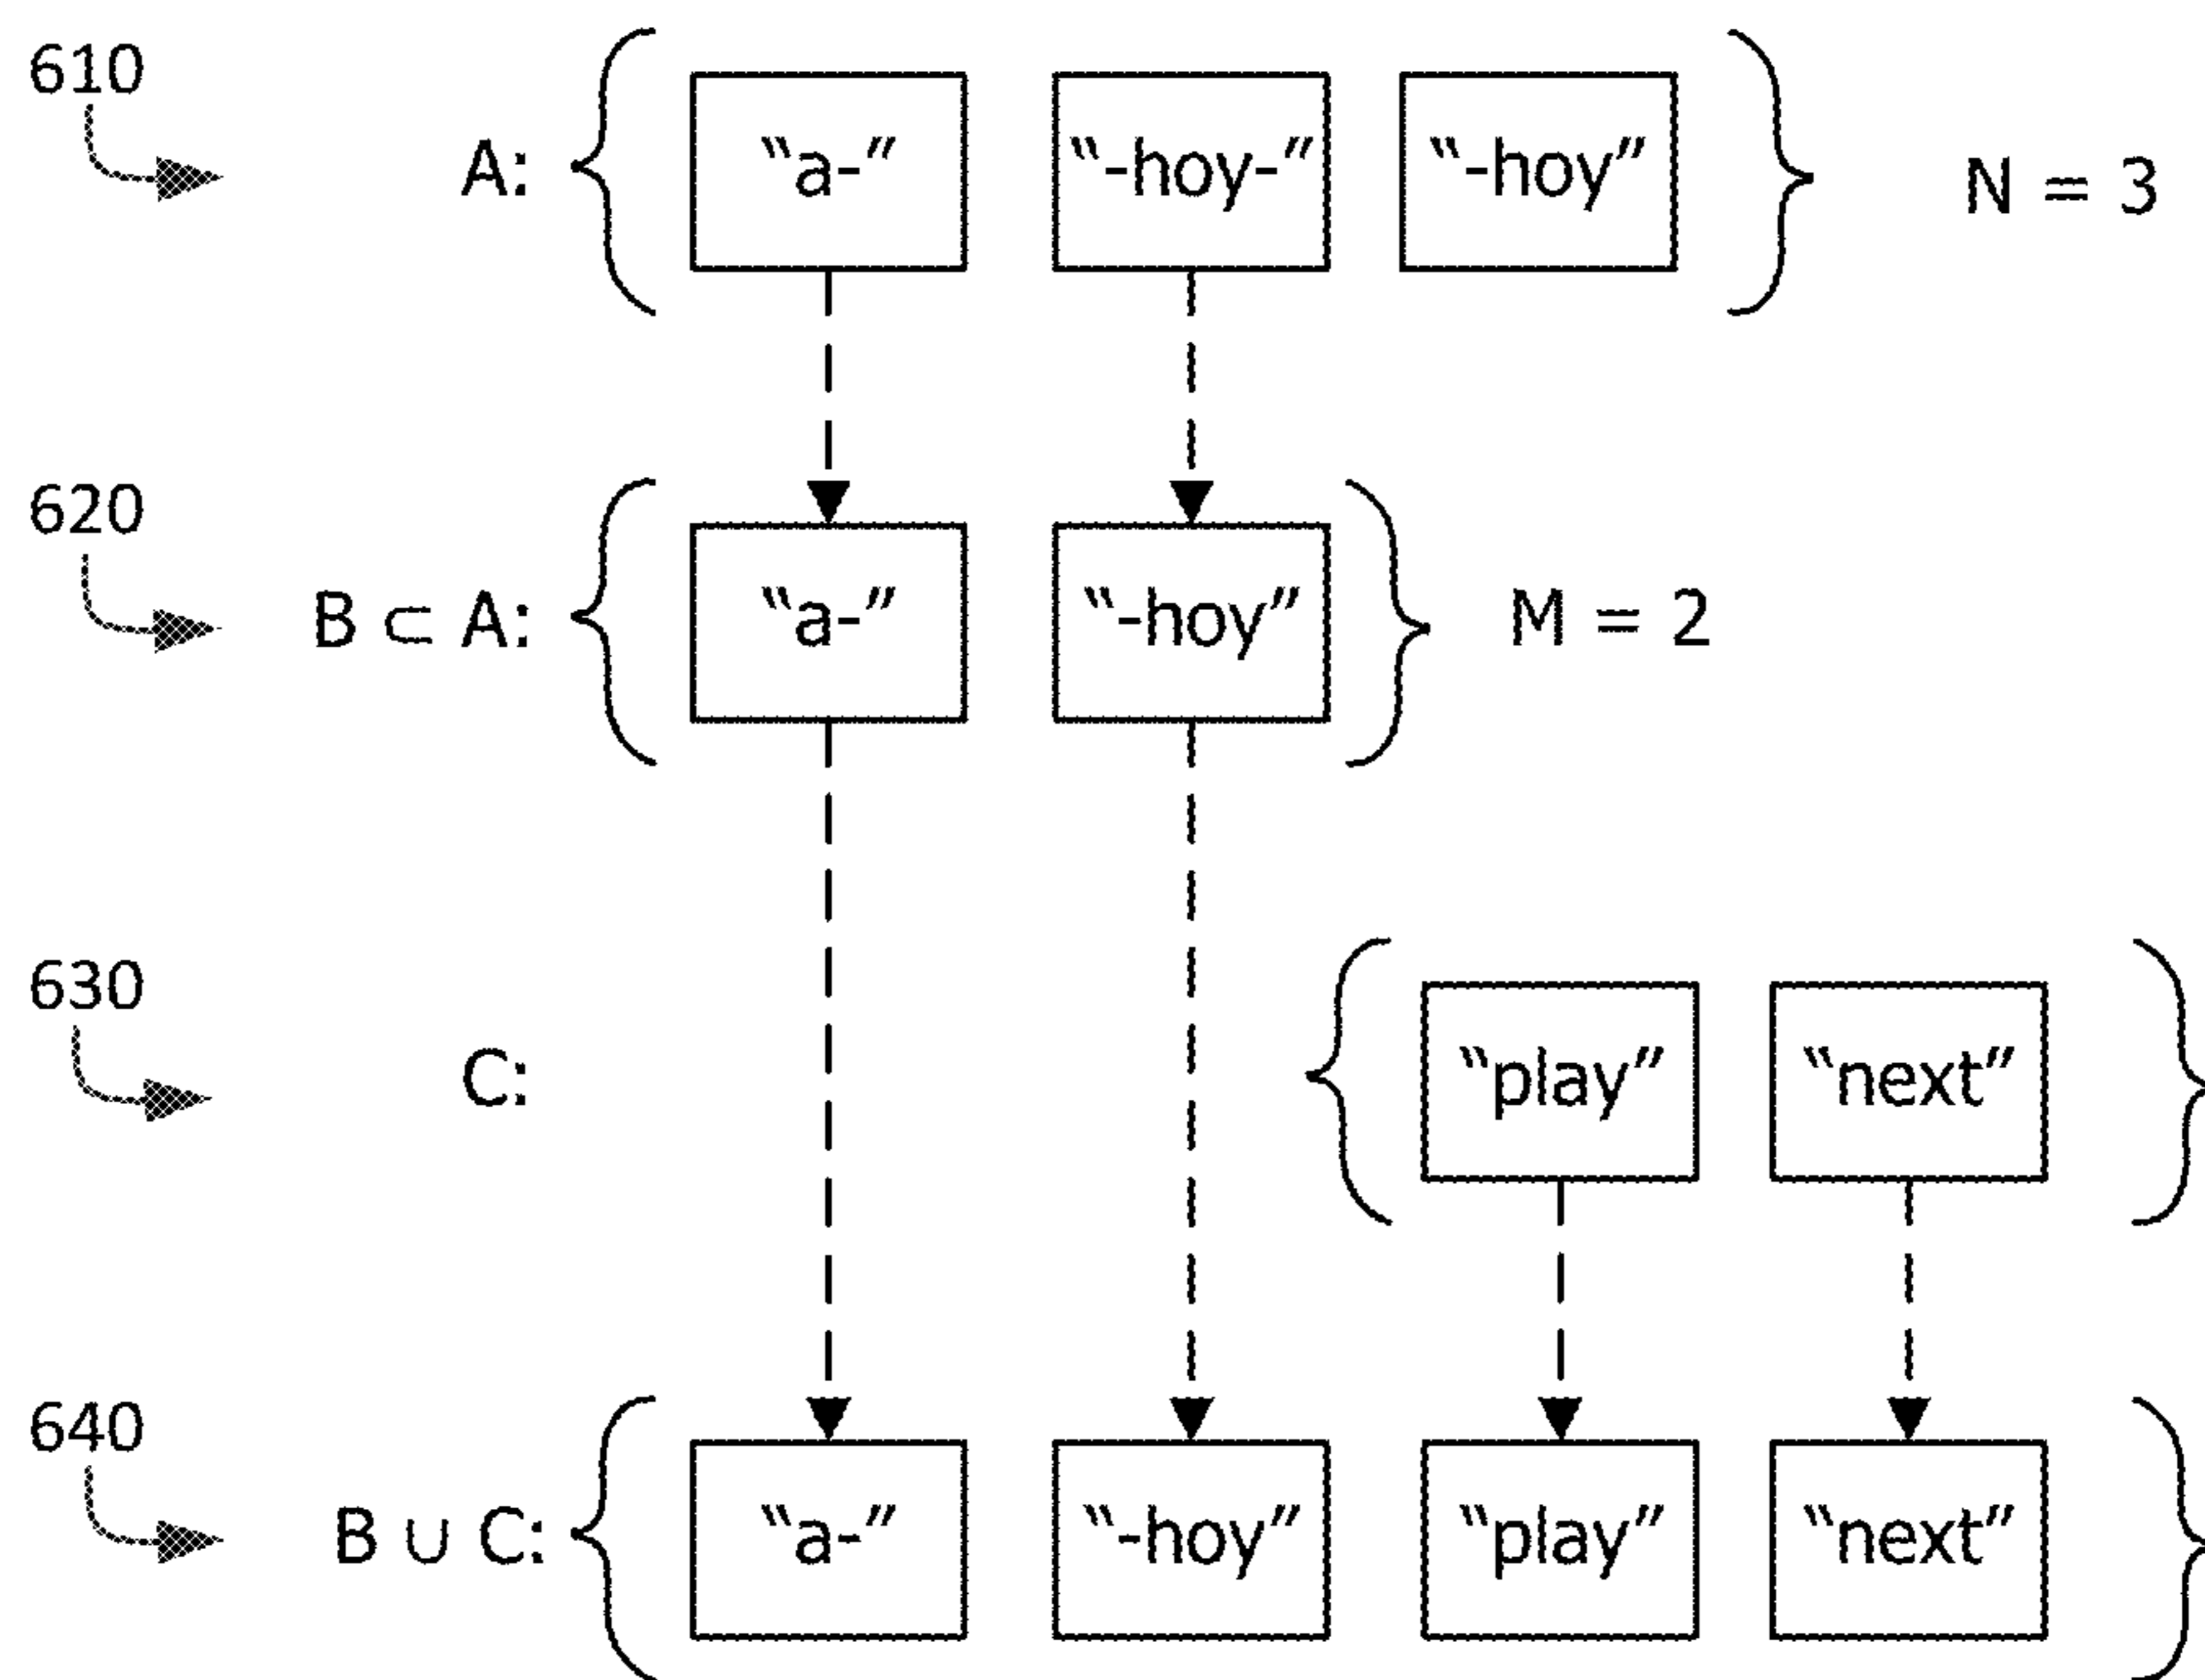 610
A: “a-” “-hoy-” “-hoy” N = 3
620
B ⊂ A: “a-” “-hoy” M = 2
630
C: “play” “next”
640
B ∪ C: “a-” “-hoy” “play” “next”